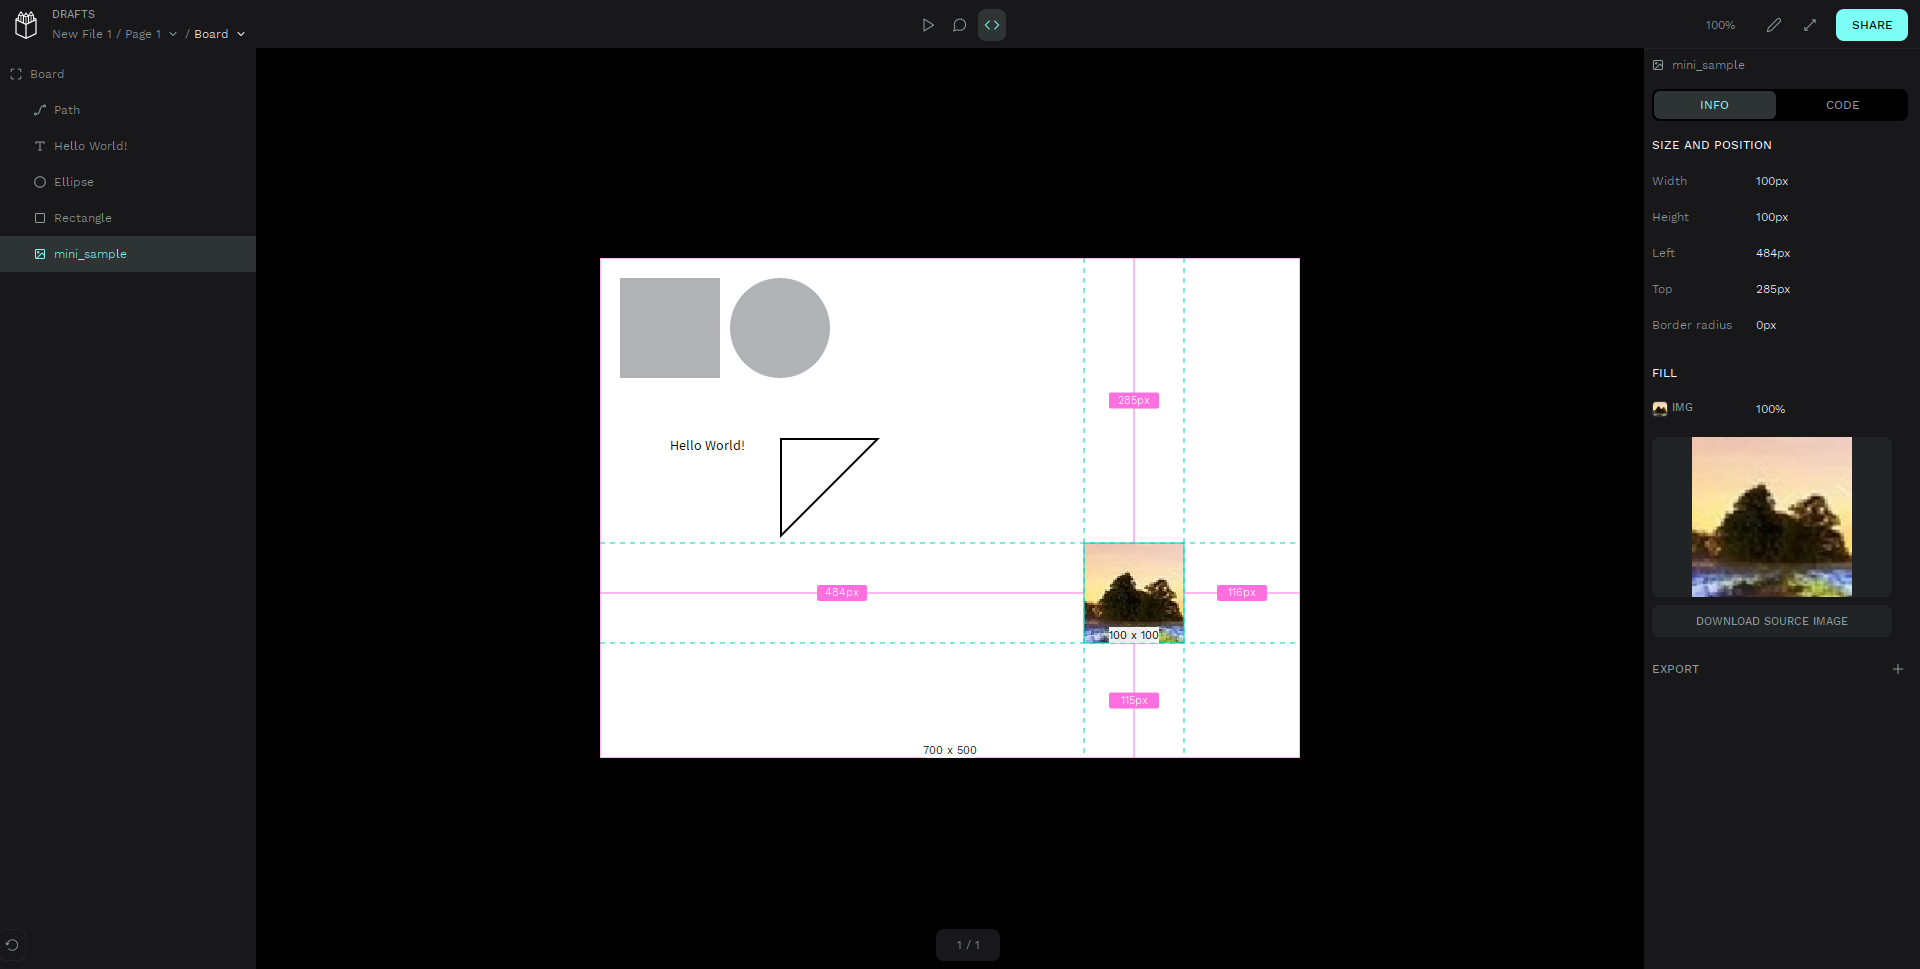 DRAFTS
New File 1 / Page 1 / Board
100%
SHARE
Board
Path
Hello World!
Ellipse
Rectangle
mini_sample
285px
Hello World!
484px
116px
100 x 100
115px
700 x 500
1 / 1
mini_sample
INFO CODE
SIZE AND POSITION
Width 100px
Height 100px
Left 484px
Top 285px
Border radius 0px
FILL
IMG 100%
DOWNLOAD SOURCE IMAGE
EXPORT